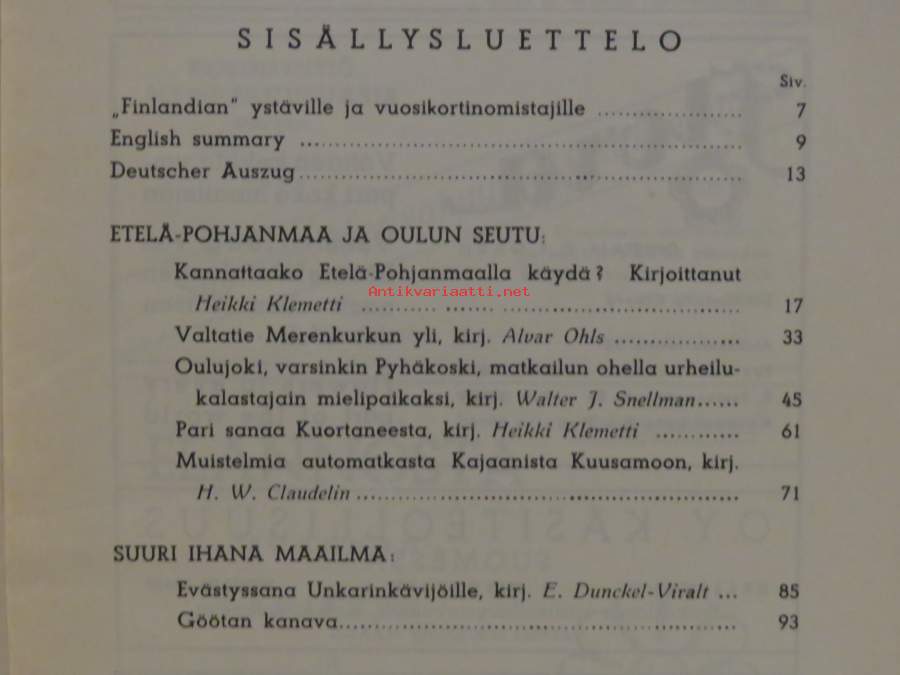 SISÄLLYSLUETTELO
Siv.
„Finlandian" ystäville ja vuosikortinomistajille .................... 7
English summary .................... 9
Deutscher Auszug .................... 13
ETELÄ-POHJANMAA JA OULUN SEUTU:
Kannattaako Etelä-Pohjanmaalla käydä? Kirjoittanut
Antikvariaatti.net
Heikki Klemetti .................... 17
Valtatie Merenkurkun yli, kirj. Alvar Ohls .................... 33
Oulujoki, varsinkin Pyhäkoski, matkailun ohella urheilu-
kalastajain mielipaikaksi, kirj. Walter J. Snellman...... 45
Pari sanaa Kuortaneesta, kirj. Heikki Klemetti ............ 61
Muistelmia automatkasta Kajaanista Kuusamoon, kirj.
H. W. Claudelin .................... 71
SUURI IHANA MAAILMA:
Evästyssana Unkarinkävijöille, kirj. E. Dunckel-Viralt ... 85
Göötan kanava.................... 93